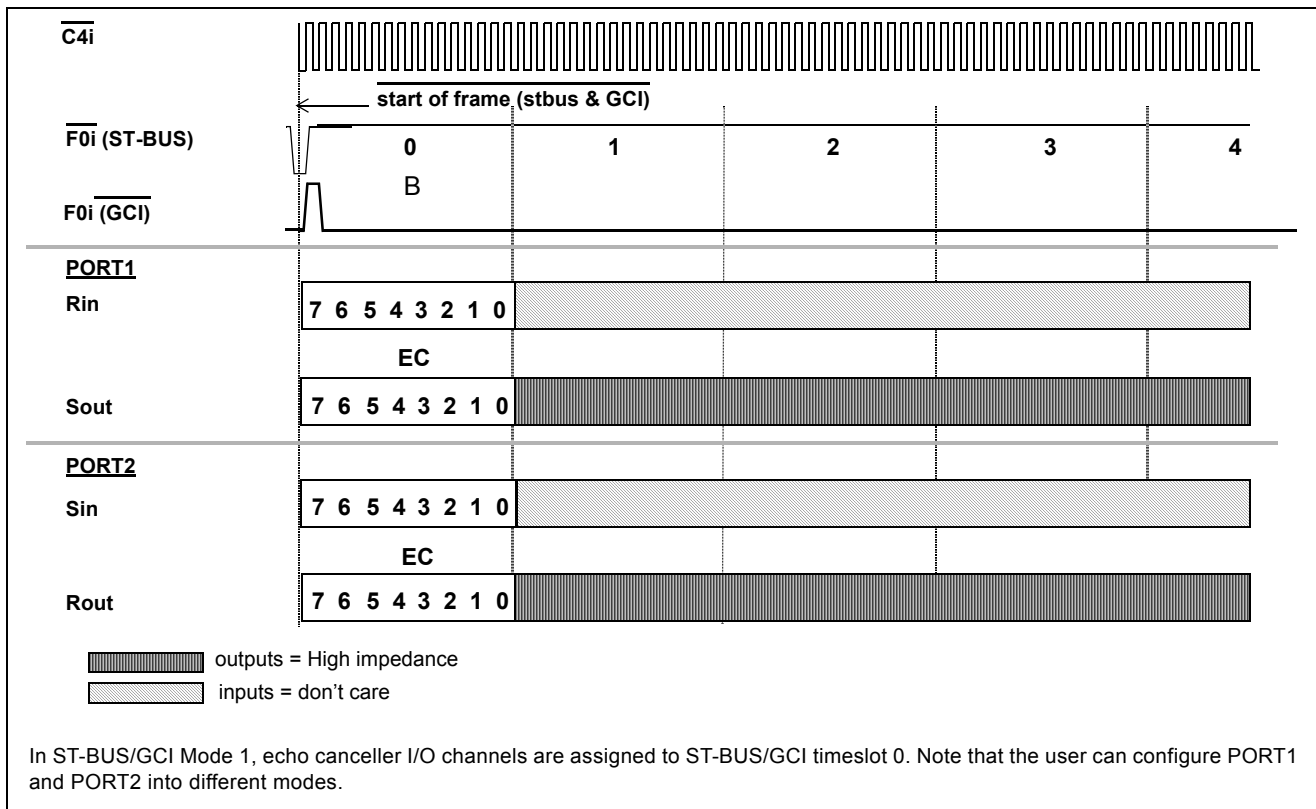 C4i
start of frame (stbus & GCI)
F0i (ST-BUS)
0 1 2 3 4
B
F0i (GCI)
PORT1
Rin
7 6 5 4 3 2 1 0
EC
Sout
7 6 5 4 3 2 1 0
PORT2
Sin
7 6 5 4 3 2 1 0
EC
Rout
7 6 5 4 3 2 1 0
outputs = High impedance
inputs = don't care
In ST-BUS/GCI Mode 1, echo canceller I/O channels are assigned to ST-BUS/GCI timeslot 0. Note that the user can configure PORT1
and PORT2 into different modes.